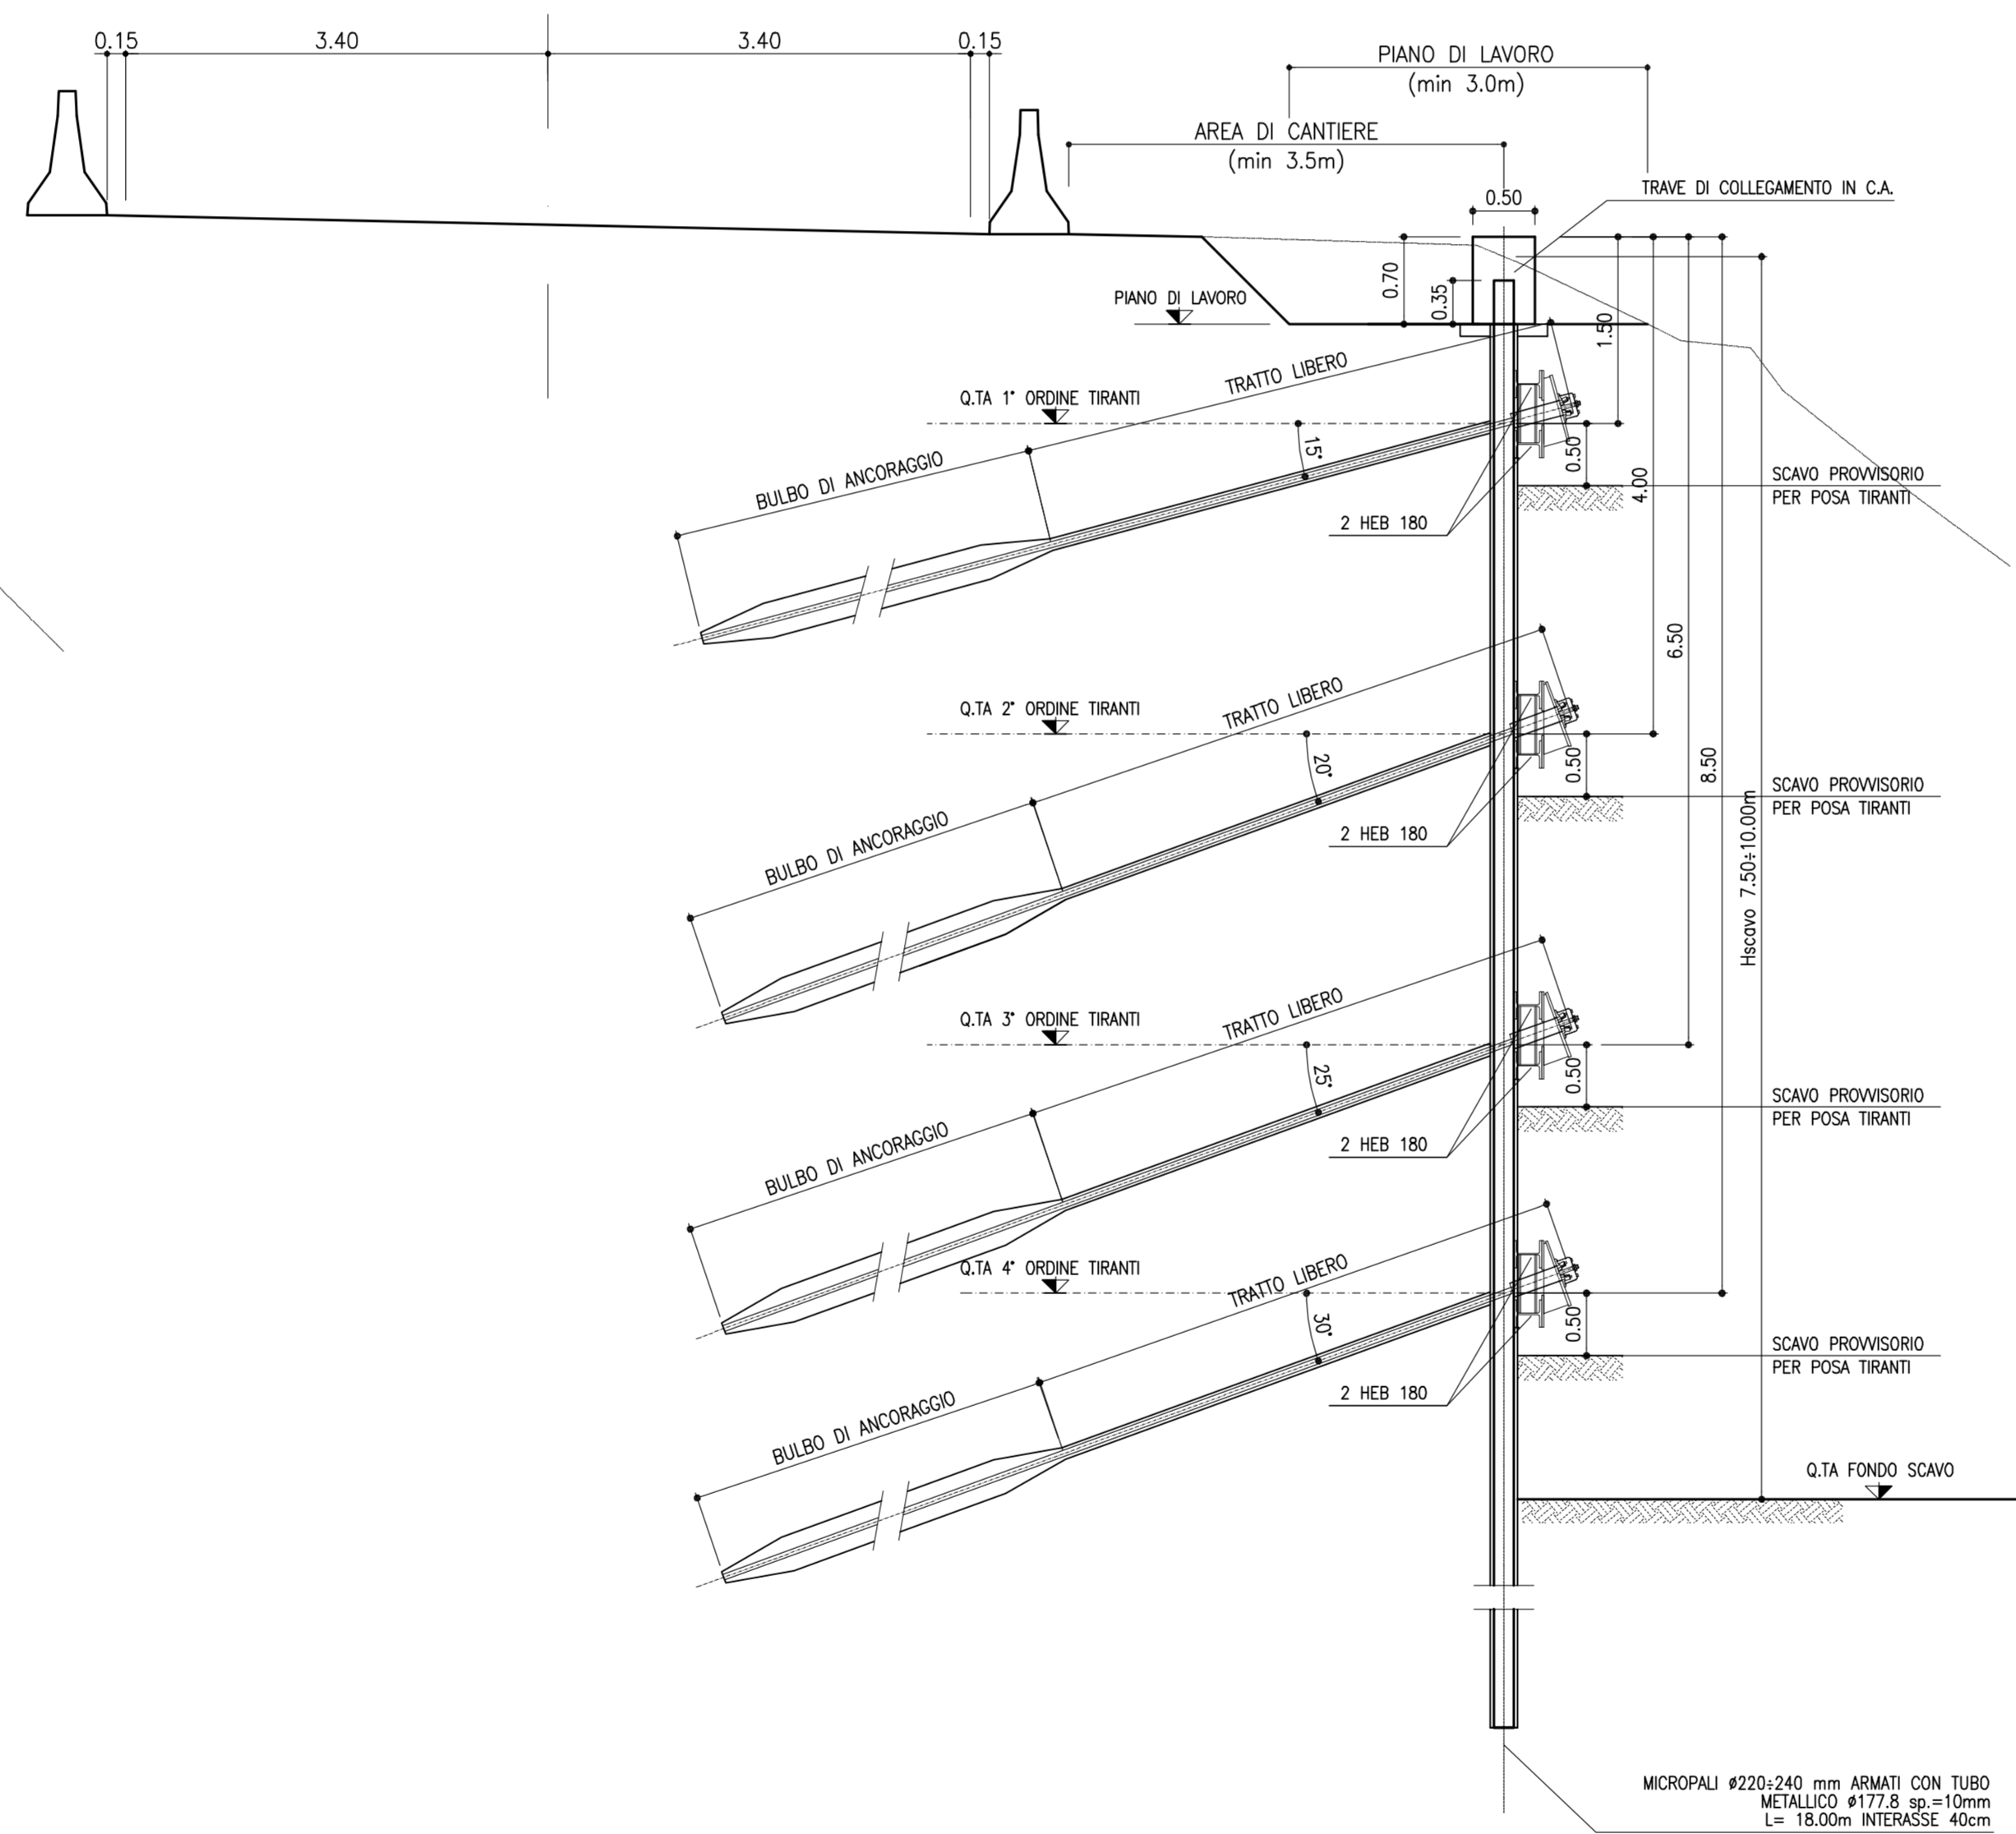 0.15 3.40 3.40 0.15
PIANO DI LAVORO
(min 3.0m)
AREA DI CANTIERE
(min 3.5m)
TRAVE DI COLLEGAMENTO IN C.A.
0.50
0.70
0.35
PIANO DI LAVORO
1.50
TRATTO LIBERO
Q.TA 1° ORDINE TIRANTI
15°
BULBO DI ANCORAGGIO
0.50
4.00
SCAVO PROVVISORIO
PER POSA TIRANTI
2 HEB 180
6.50
TRATTO LIBERO
Q.TA 2° ORDINE TIRANTI
20°
0.50
8.50
SCAVO PROVVISORIO
PER POSA TIRANTI
BULBO DI ANCORAGGIO
2 HEB 180
Hscavo 7.50÷10.00m
TRATTO LIBERO
Q.TA 3° ORDINE TIRANTI
25°
0.50
SCAVO PROVVISORIO
PER POSA TIRANTI
BULBO DI ANCORAGGIO
2 HEB 180
TRATTO LIBERO
Q.TA 4° ORDINE TIRANTI
30°
0.50
SCAVO PROVVISORIO
PER POSA TIRANTI
2 HEB 180
BULBO DI ANCORAGGIO
Q.TA FONDO SCAVO
MICROPALI ø220÷240 mm ARMATI CON TUBO
METALLICO ø177.8 sp.=10mm
L= 18.00m INTERASSE 40cm